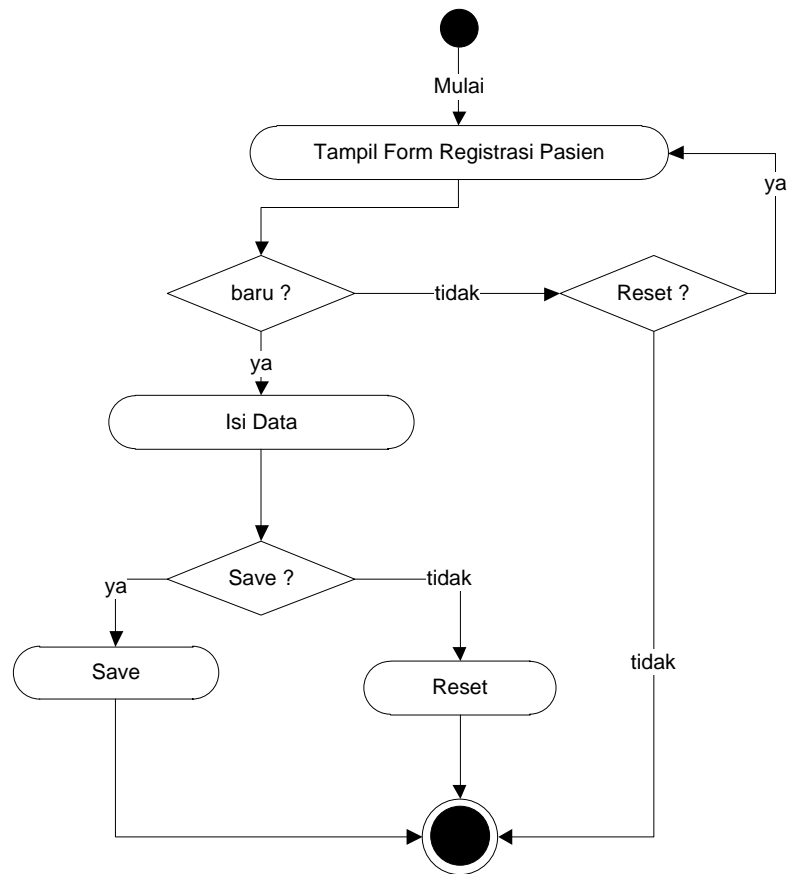 Mulai
Tampil Form Registrasi Pasien
ya
baru ?
tidak
Reset ?
ya
Isi Data
Save ?
ya
tidak
Save
Reset
tidak